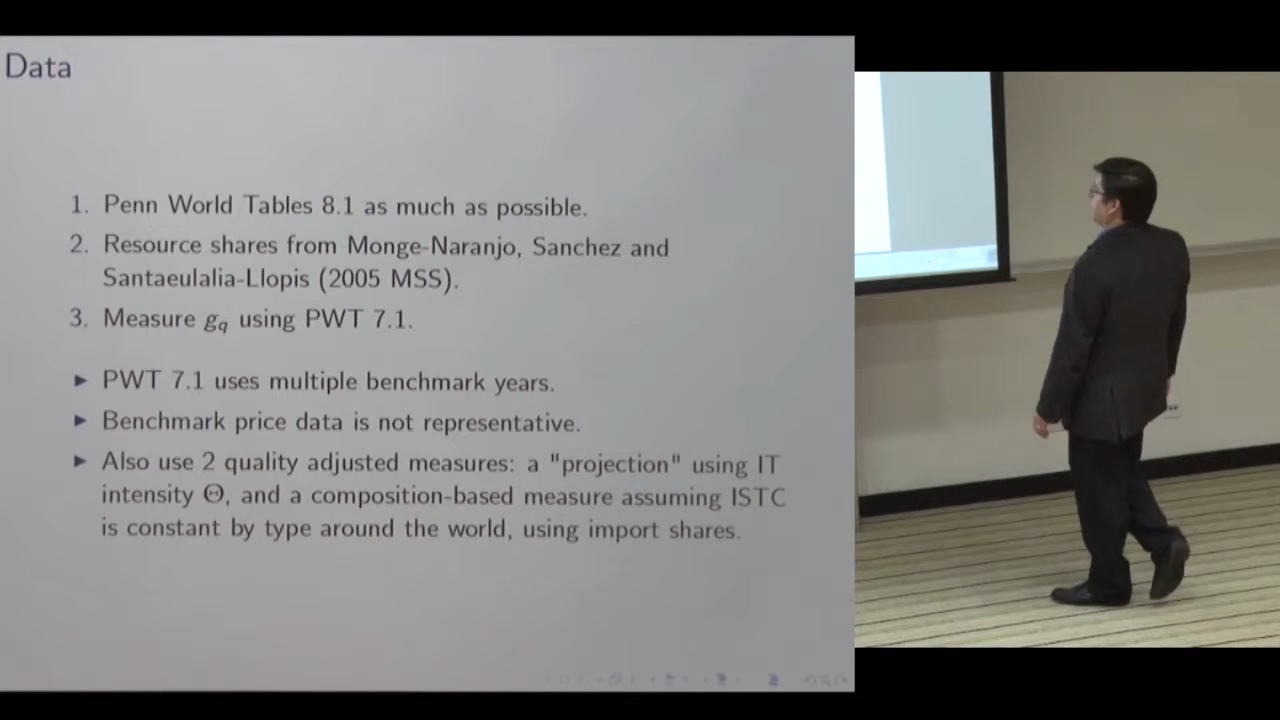 Data
1. Penn World Tables 8.1 as much as possible.
2. Resource shares from Monge-Naranjo, Sanchez and
Santaeulalia-Llopis (2005 MSS).
3. Measure g_q using PWT 7.1.
▶ PWT 7.1 uses multiple benchmark years.
▶ Benchmark price data is not representative.
▶ Also use 2 quality adjusted measures: a "projection" using IT
intensity Θ, and a composition-based measure assuming ISTC
is constant by type around the world, using import shares.